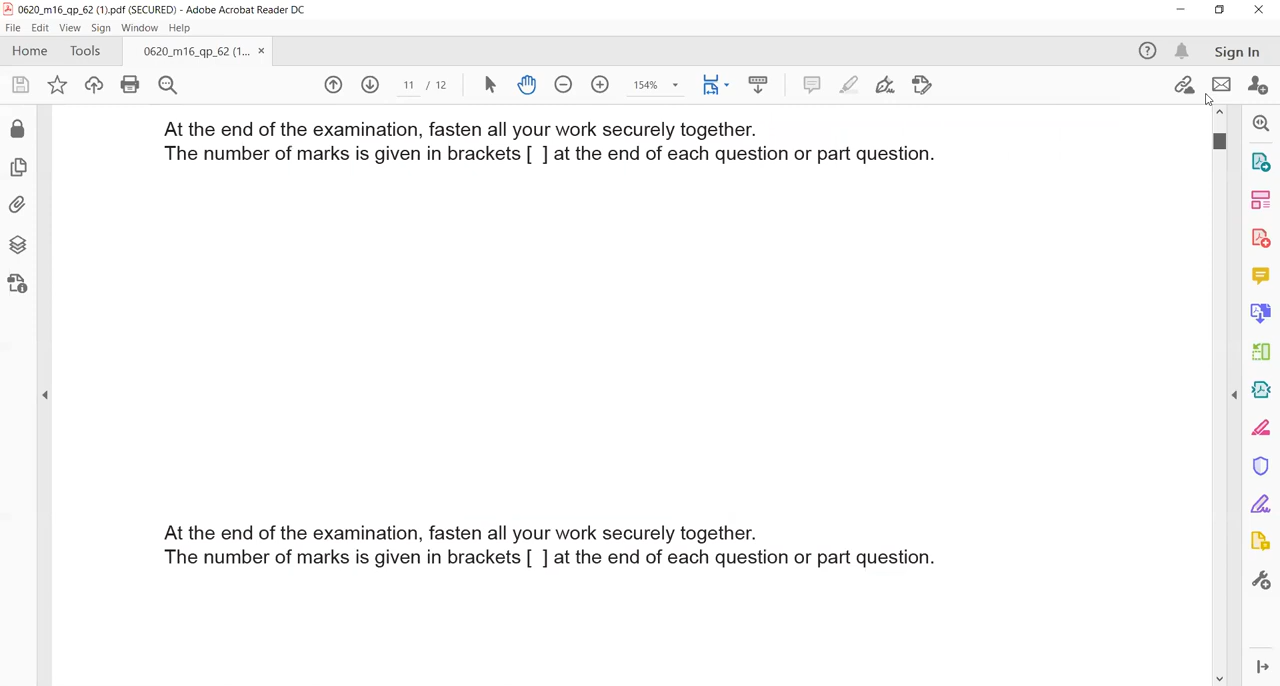 0620_m16_qp_62 (1).pdf (SECURED) - Adobe Acrobat Reader DC
File Edit View Sign Window Help
Home Tools 0620_m16_qp_62 (1... × Sign In
11 / 12 154%
At the end of the examination, fasten all your work securely together.
The number of marks is given in brackets [ ] at the end of each question or part question.
At the end of the examination, fasten all your work securely together.
The number of marks is given in brackets [ ] at the end of each question or part question.